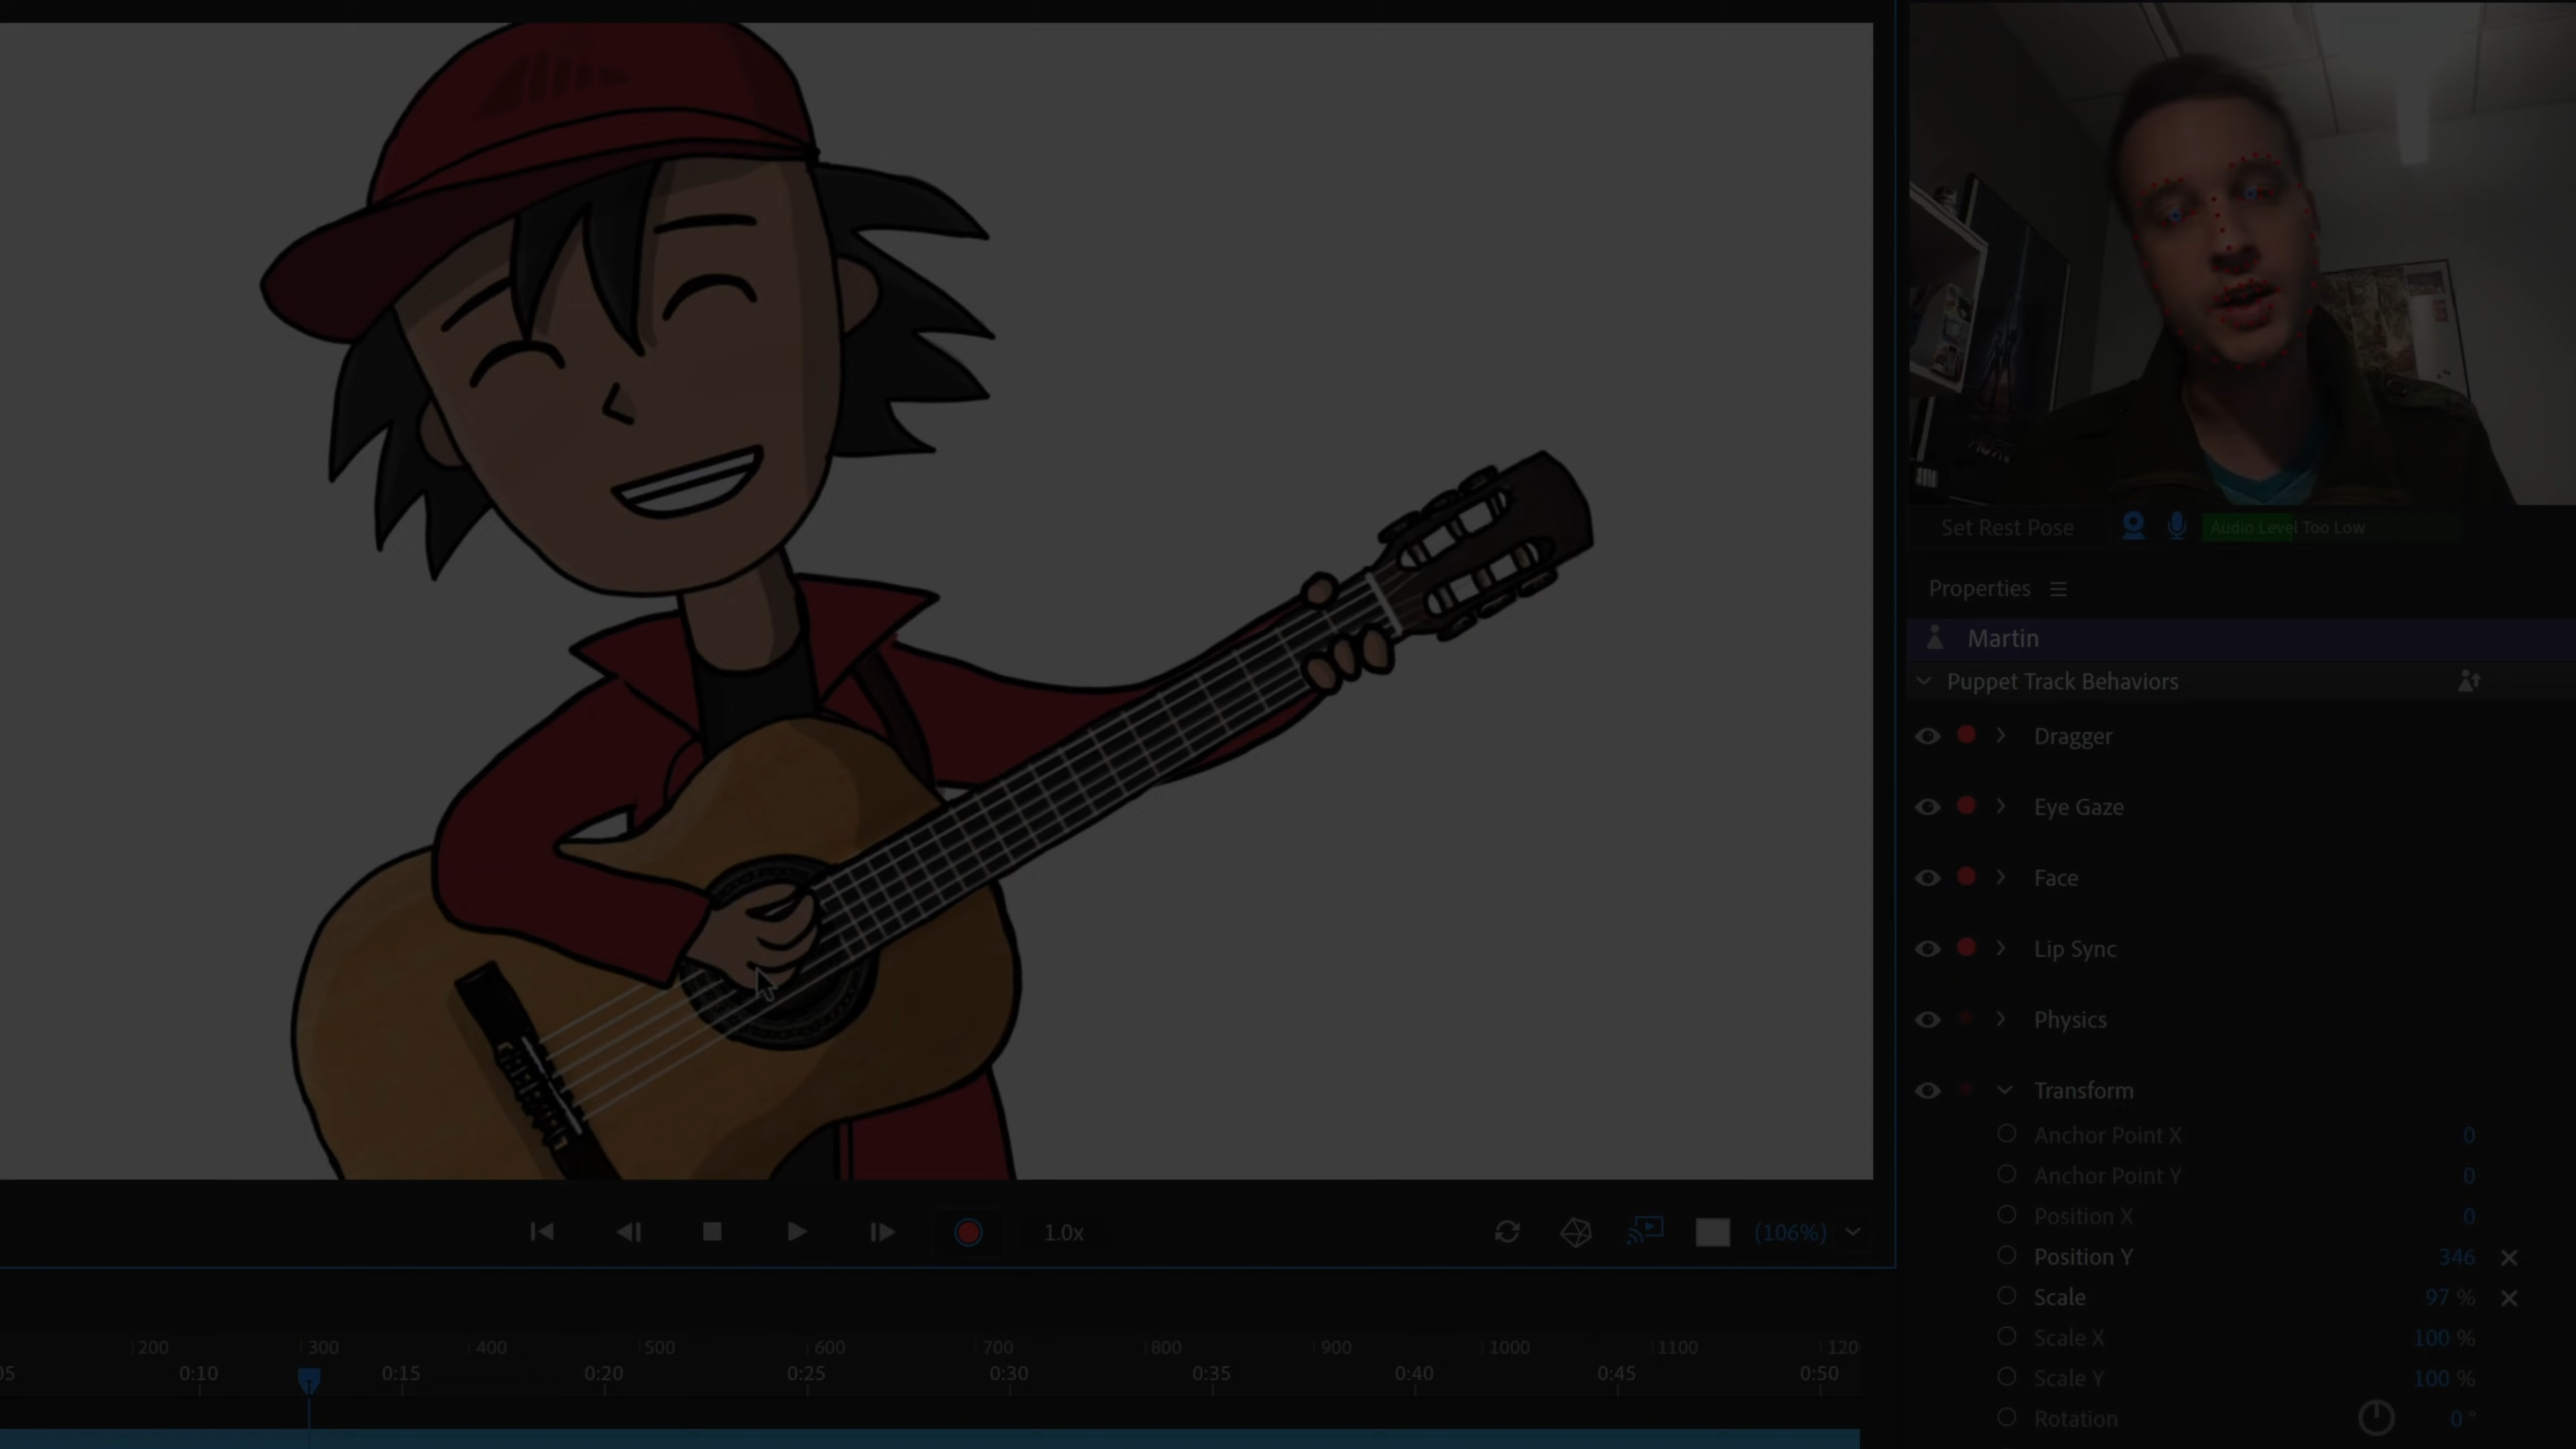 Set Rest Pose
Audio Level Too Low
Properties
Martin
Puppet Track Behaviors
Dragger
Eye Gaze
Face
Lip Sync
Physics
Transform
Anchor Point X 0
Anchor Point Y 0
Position X 0
Position Y 346
Scale 97 %
Scale X 100 %
Scale Y 100 %
Rotation 0 °
1.0x
(106%)
200 300 400 500 600 700 800 900 1000 1100 120
05 0:10 0:15 0:20 0:25 0:30 0:35 0:40 0:45 0:50